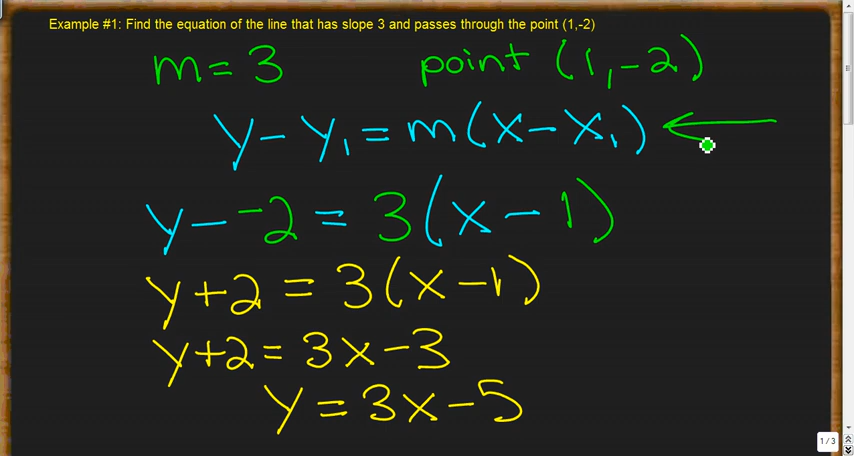 Example #1: Find the equation of the line that has slope 3 and passes through the point (1,-2)
m = 3 point (1, -2)
y - y₁ = m(x - x₁)
y - -2 = 3(x - 1)
y + 2 = 3(x - 1)
y + 2 = 3x - 3
y = 3x - 5
1 / 3